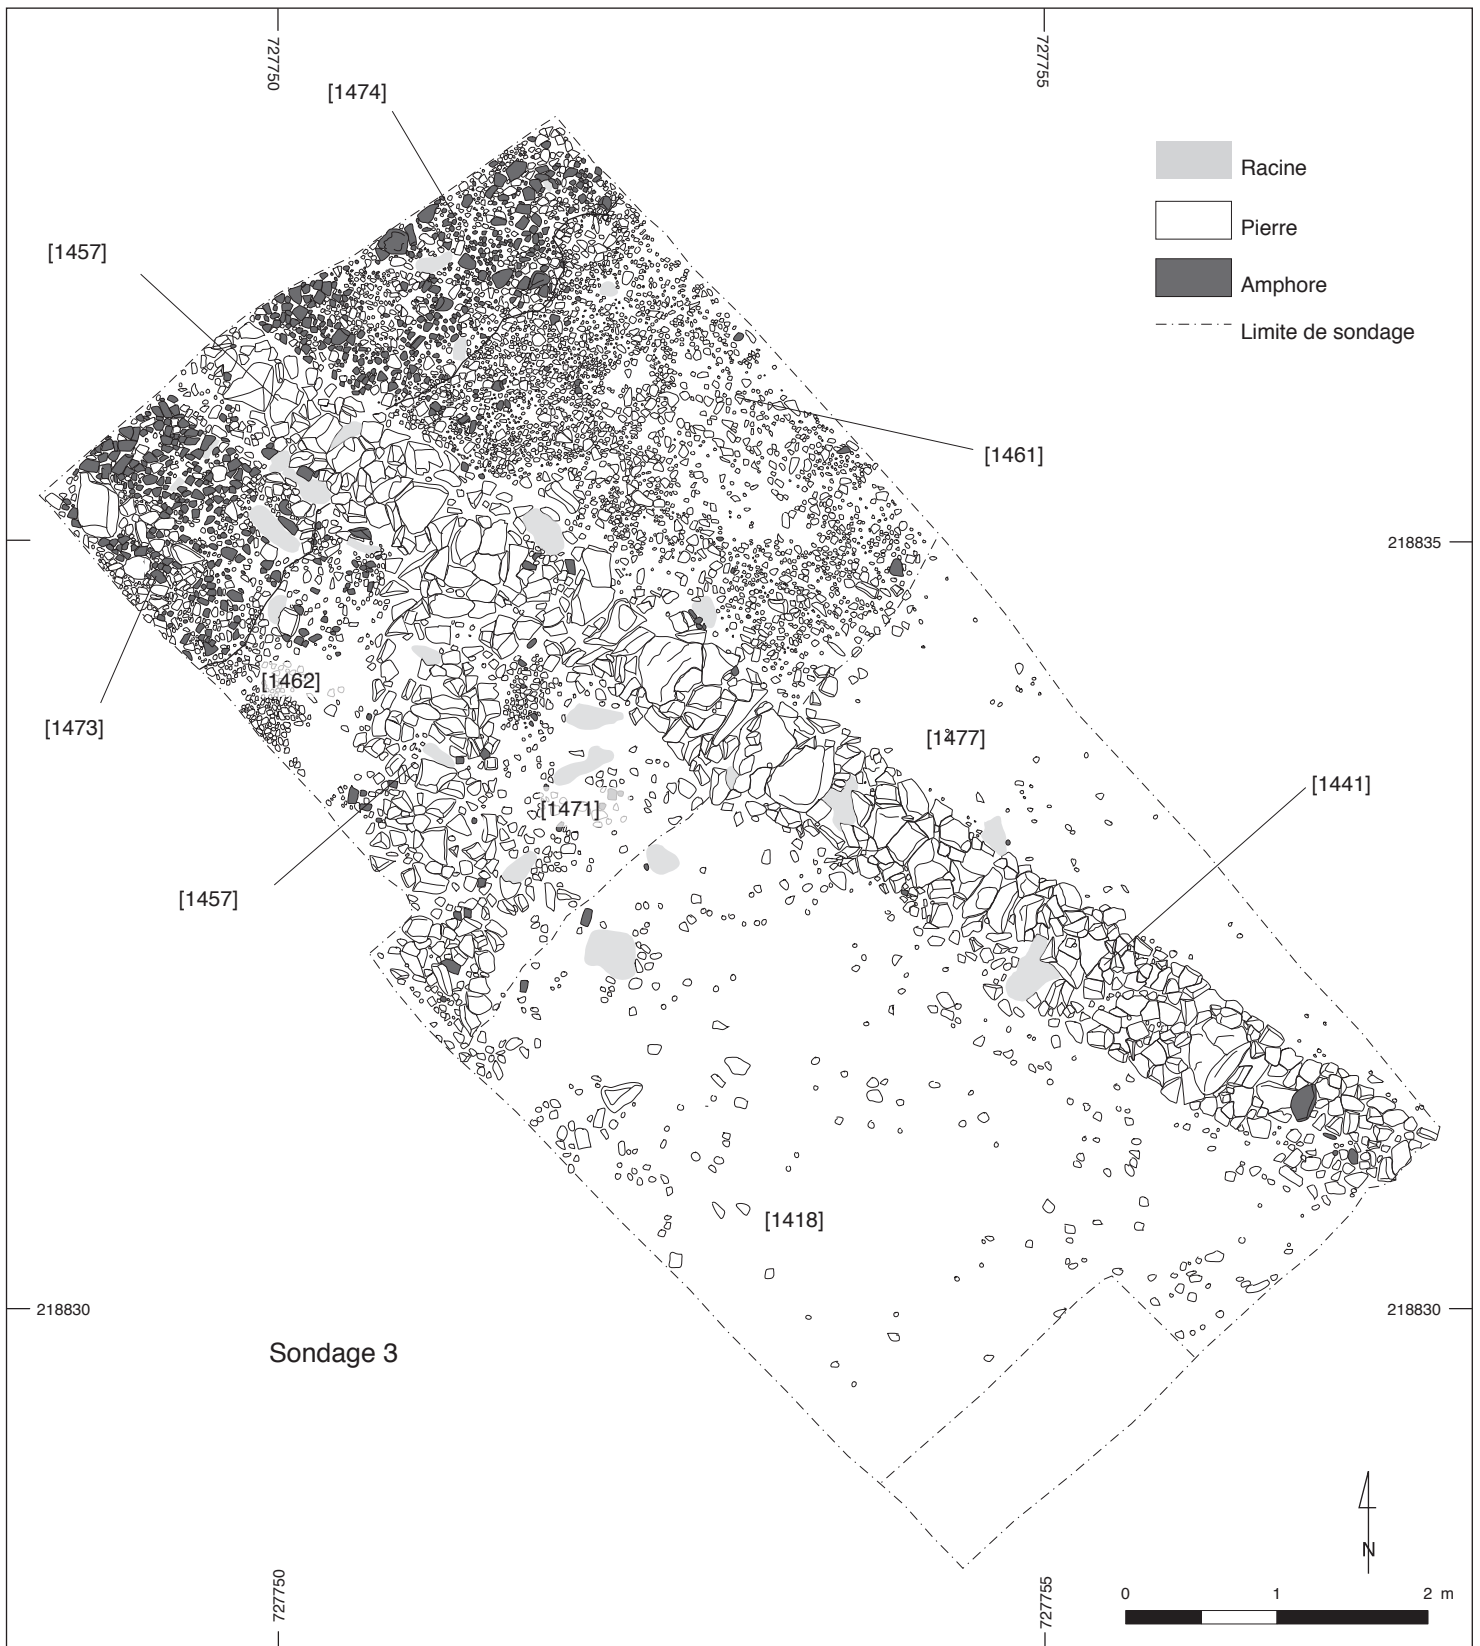 727750
727755
[1474]
Racine
Pierre
[1457]
Amphore
Limite de sondage
[1461]
218835
[1462]
[1473]
[1477]
[1441]
[1471]
[1457]
[1418]
218830
218830
Sondage 3
N
727750
727755
0 1 2 m